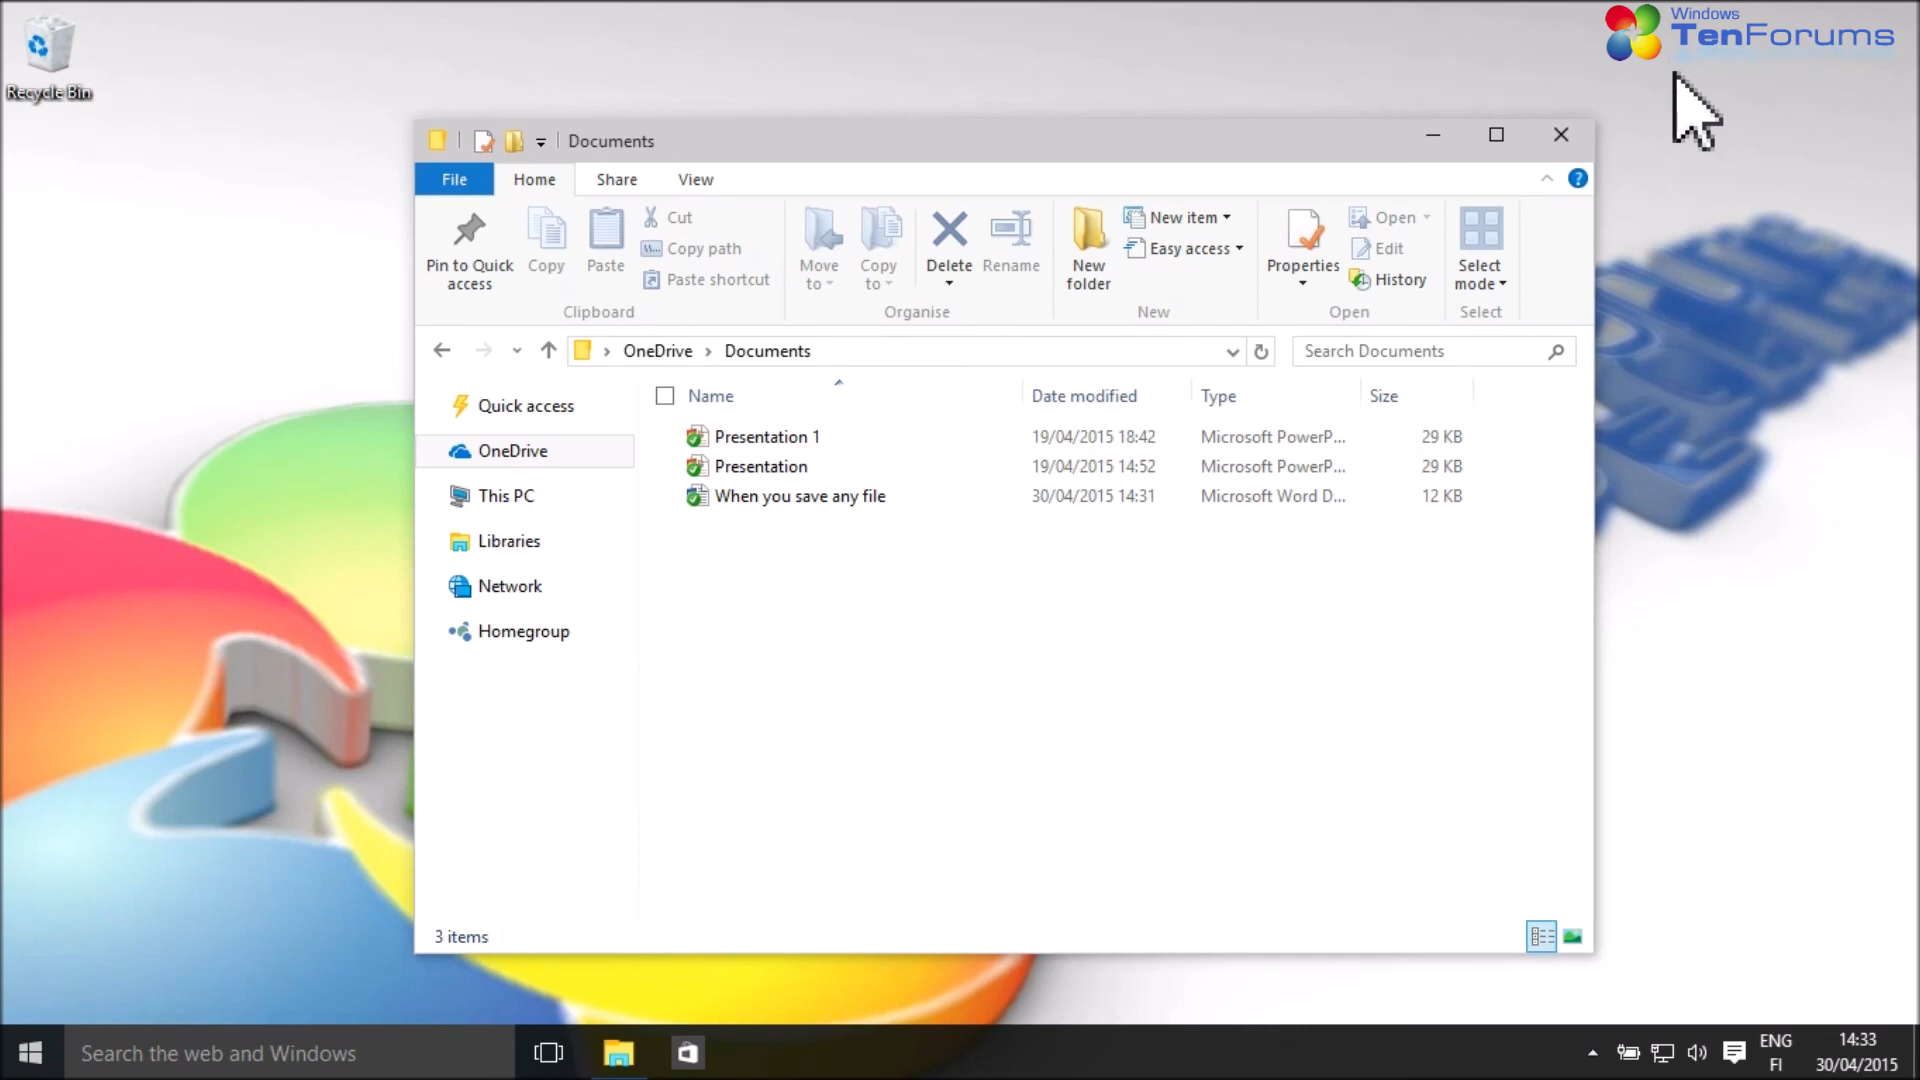 Windows
TenForums
Recycle Bin
Documents
File Home Share View
Pin to Quick access
Copy
Paste
Cut
Copy path
Paste shortcut
Clipboard
Move to
Copy to
Delete
Rename
Organise
New folder
New item
Easy access
New
Properties
Open
Edit
History
Open
Select mode
Select
OneDrive Documents
Search Documents
Quick access
OneDrive
This PC
Libraries
Network
Homegroup
Name Date modified Type Size
Presentation 1 19/04/2015 18:42 Microsoft PowerP... 29 KB
Presentation 19/04/2015 14:52 Microsoft PowerP... 29 KB
When you save any file 30/04/2015 14:31 Microsoft Word D... 12 KB
3 items
Search the web and Windows
ENG
FI
14:33
30/04/2015